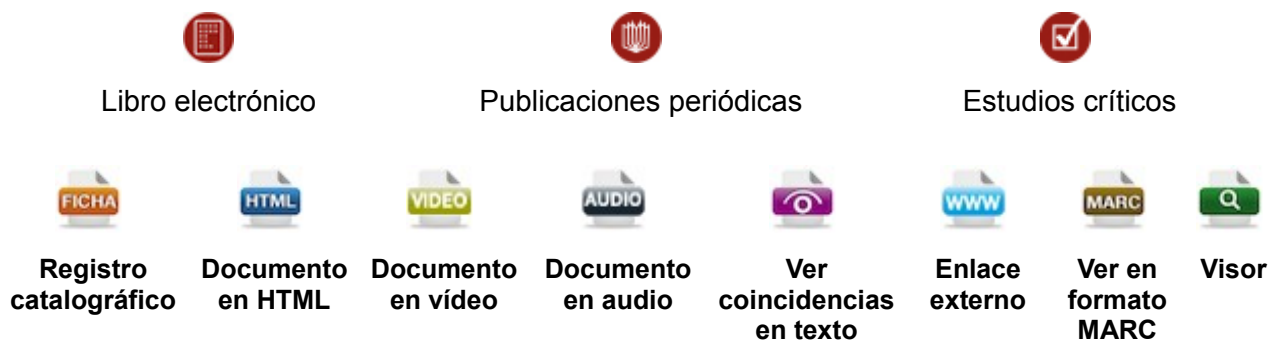 Libro electrónico Publicaciones periódicas Estudios críticos
FICHA HTML VIDEO AUDIO WWW MARC
Registro Documento Documento Documento Ver Enlace Ver en Visor
catalográfico en HTML en vídeo en audio coincidencias externo formato
en texto MARC